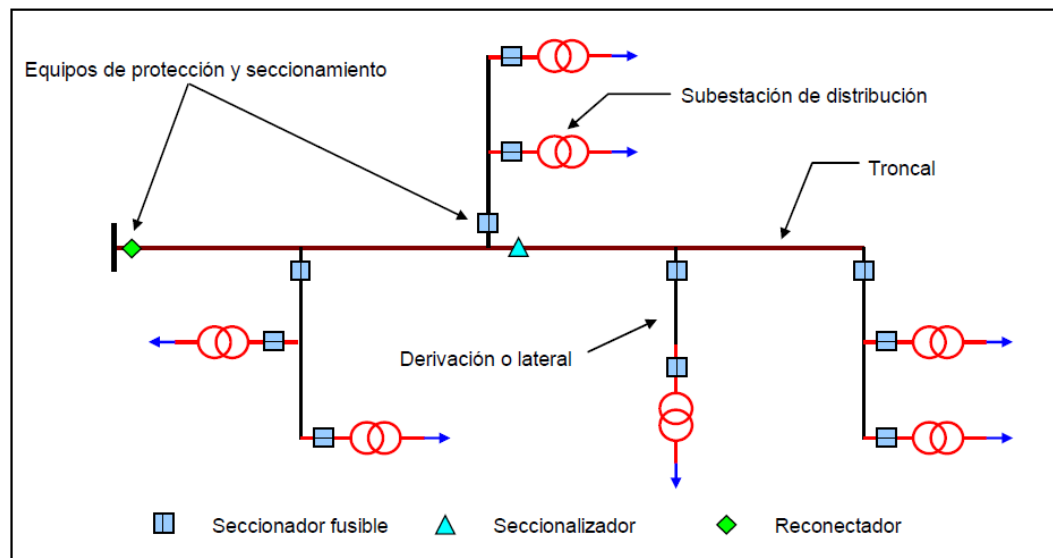 Equipos de protección y seccionamiento
Subestación de distribución
Troncal
Derivación o lateral
Seccionador fusible
Seccionalizador
Reconectador